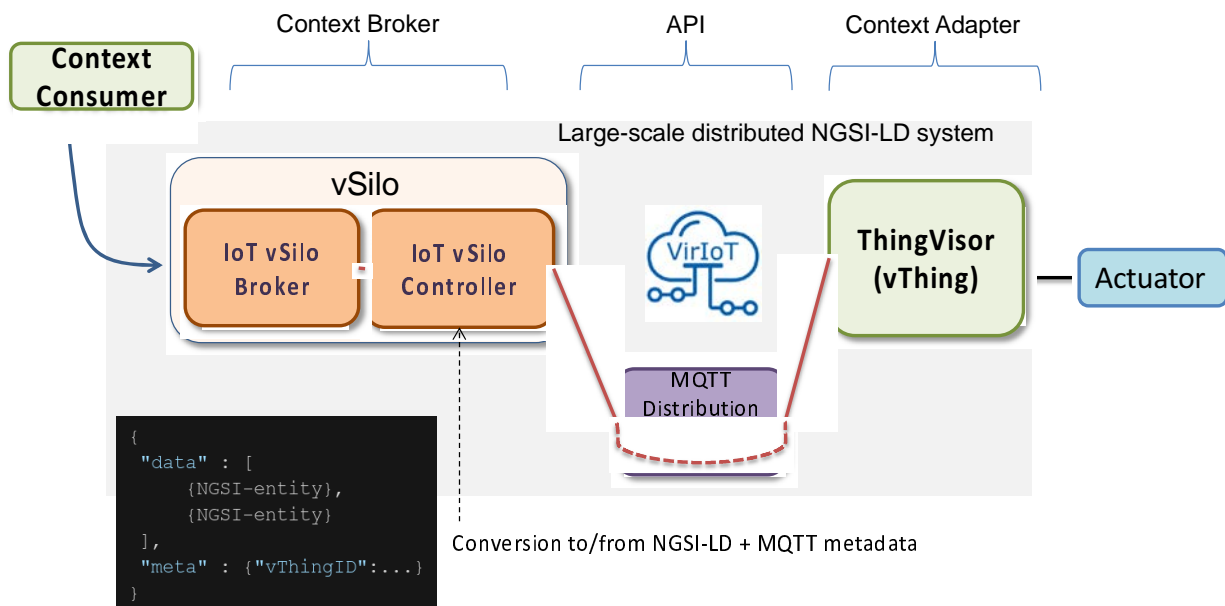 Context Broker
API
Context Adapter
Context
Consumer
Large-scale distributed NGSI-LD system
vSilo
IoT vSilo
Broker
IoT vSilo
Controller
VirIoT
ThingVisor
(vThing)
Actuator
MQTT
Distribution
{
"data" : [
{NGSI-entity},
{NGSI-entity}
],
"meta" : {"vThingID":...}
}
Conversion to/from NGSI-LD + MQTT metadata